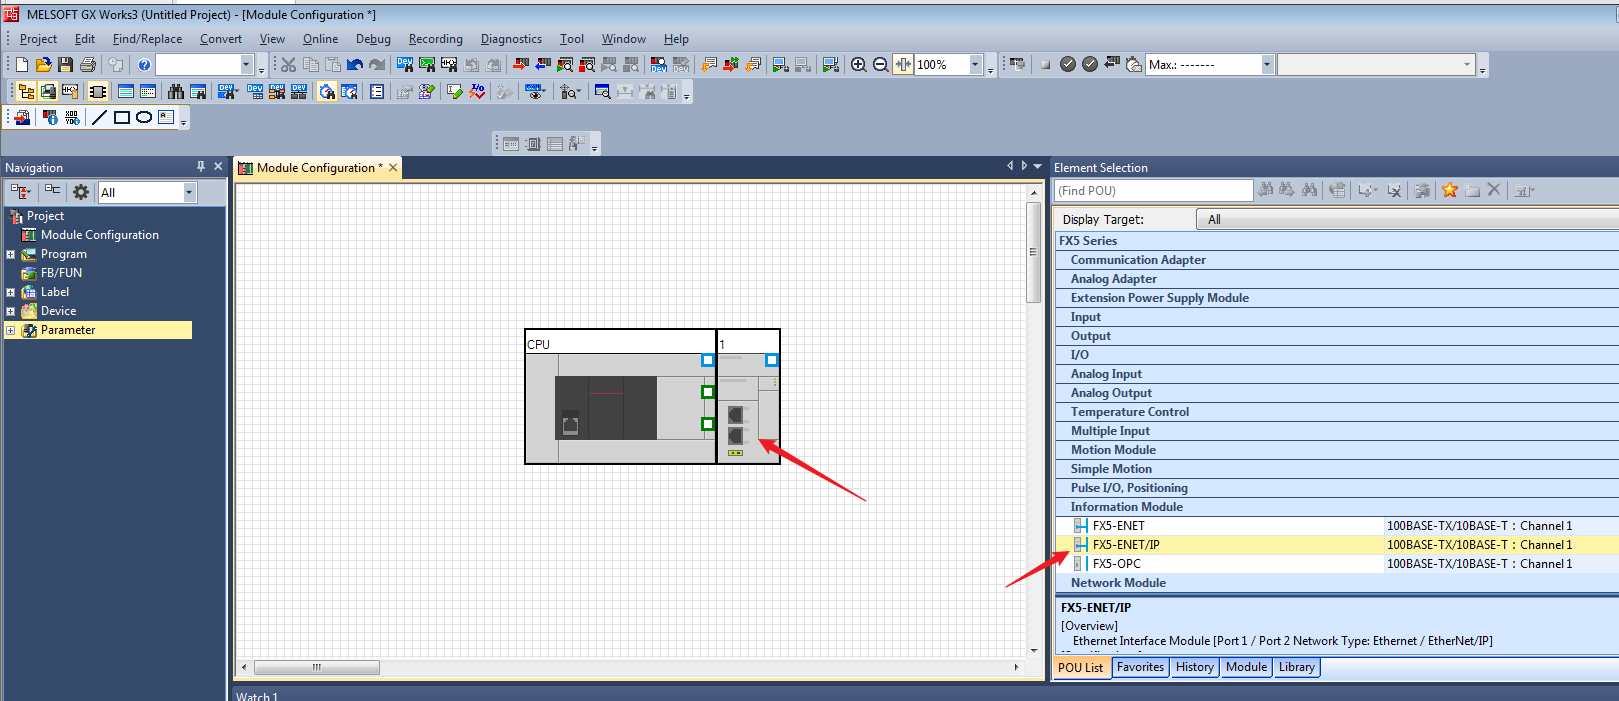 MELSOFT GX Works3 (Untitled Project) - [Module Configuration *]
Project Edit Find/Replace Convert View Online Debug Recording Diagnostics Tool Window Help
100%
Max.: -------
Navigation
Module Configuration *
Element Selection
All
(Find POU)
Project
Module Configuration
Program
FB/FUN
Label
Device
Parameter
CPU
1
Display Target: All
FX5 Series
Communication Adapter
Analog Adapter
Extension Power Supply Module
Input
Output
I/O
Analog Input
Analog Output
Temperature Control
Multiple Input
Motion Module
Simple Motion
Pulse I/O, Positioning
Information Module
FX5-ENET 100BASE-TX/10BASE-T : Channel 1
FX5-ENET/IP 100BASE-TX/10BASE-T : Channel 1
FX5-OPC 100BASE-TX/10BASE-T : Channel 1
Network Module
FX5-ENET/IP
[Overview]
Ethernet Interface Module [Port 1 / Port 2 Network Type: Ethernet / EtherNet/IP]
POU List Favorites History Module Library
Watch 1